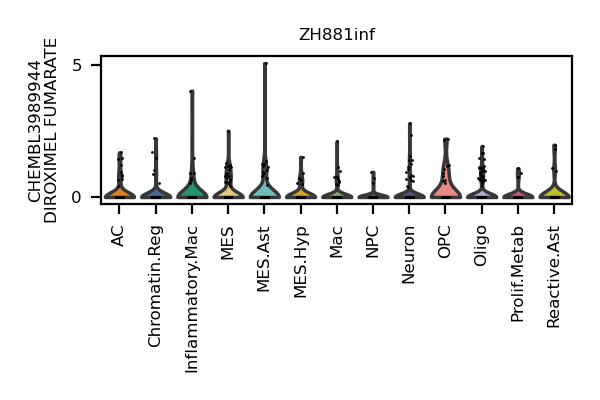 ZH881inf
CHEMBL3989944
DIROXIMEL FUMARATE
5
0
AC
Chromatin.Reg
Inflammatory.Mac
MES
MES.Ast
MES.Hyp
Mac
NPC
Neuron
OPC
Oligo
Prolif.Metab
Reactive.Ast